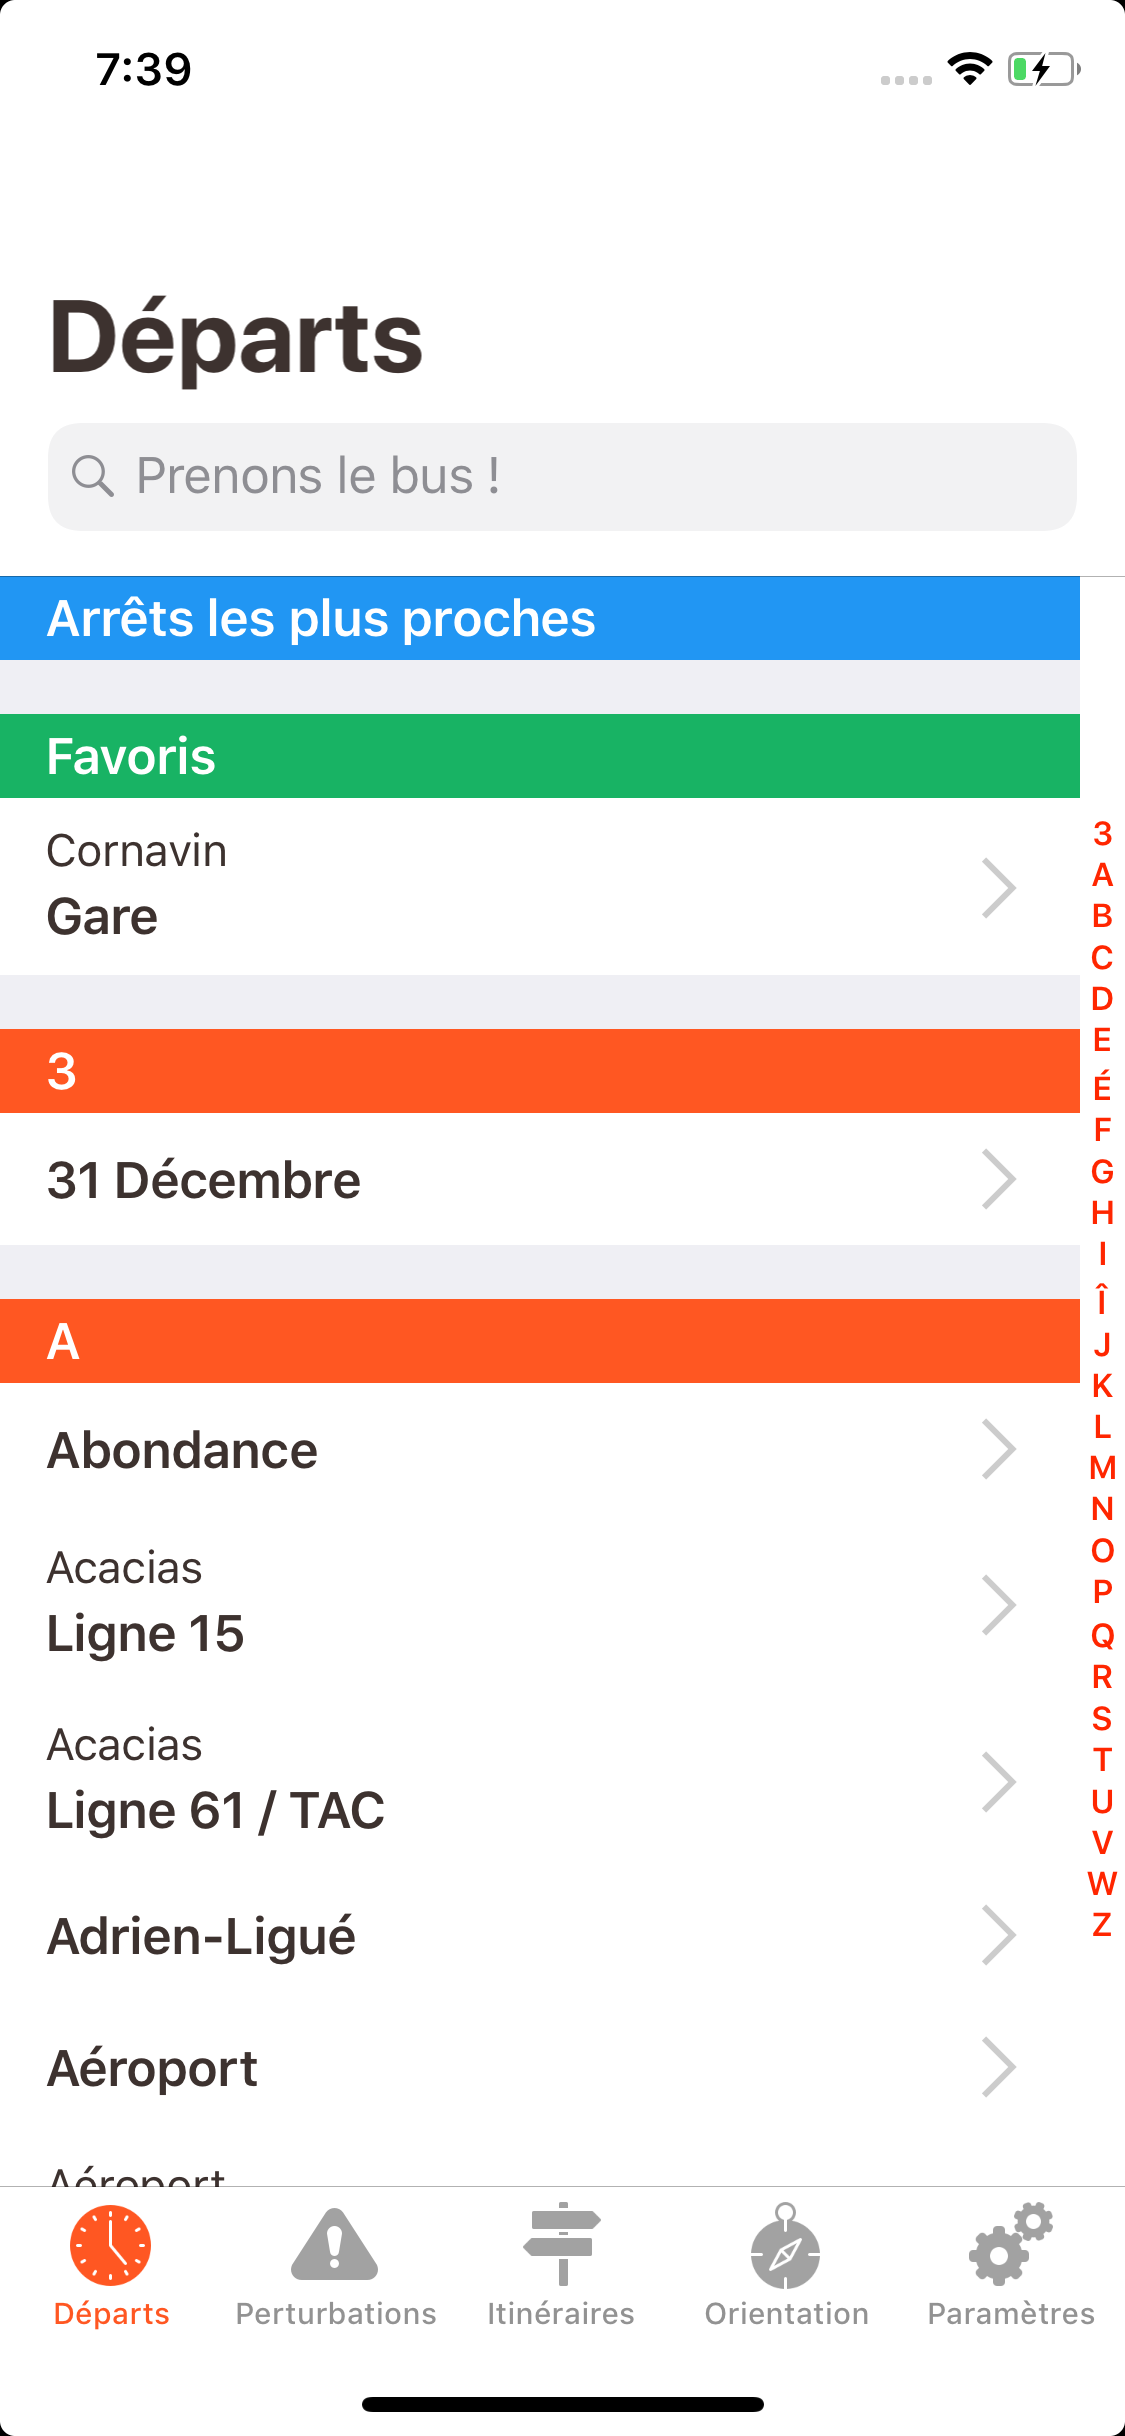 7:39
Départs
Prenons le bus !
Arrêts les plus proches
Favoris
Cornavin
Gare
3
31 Décembre
A
Abondance
Acacias
Ligne 15
Acacias
Ligne 61 / TAC
Adrien-Ligué
Aéroport
Aéroport
3
A
B
C
D
E
É
F
G
H
I
Î
J
K
L
M
N
O
P
Q
R
S
T
U
V
W
Z
Départs
Perturbations
Itinéraires
Orientation
Paramètres